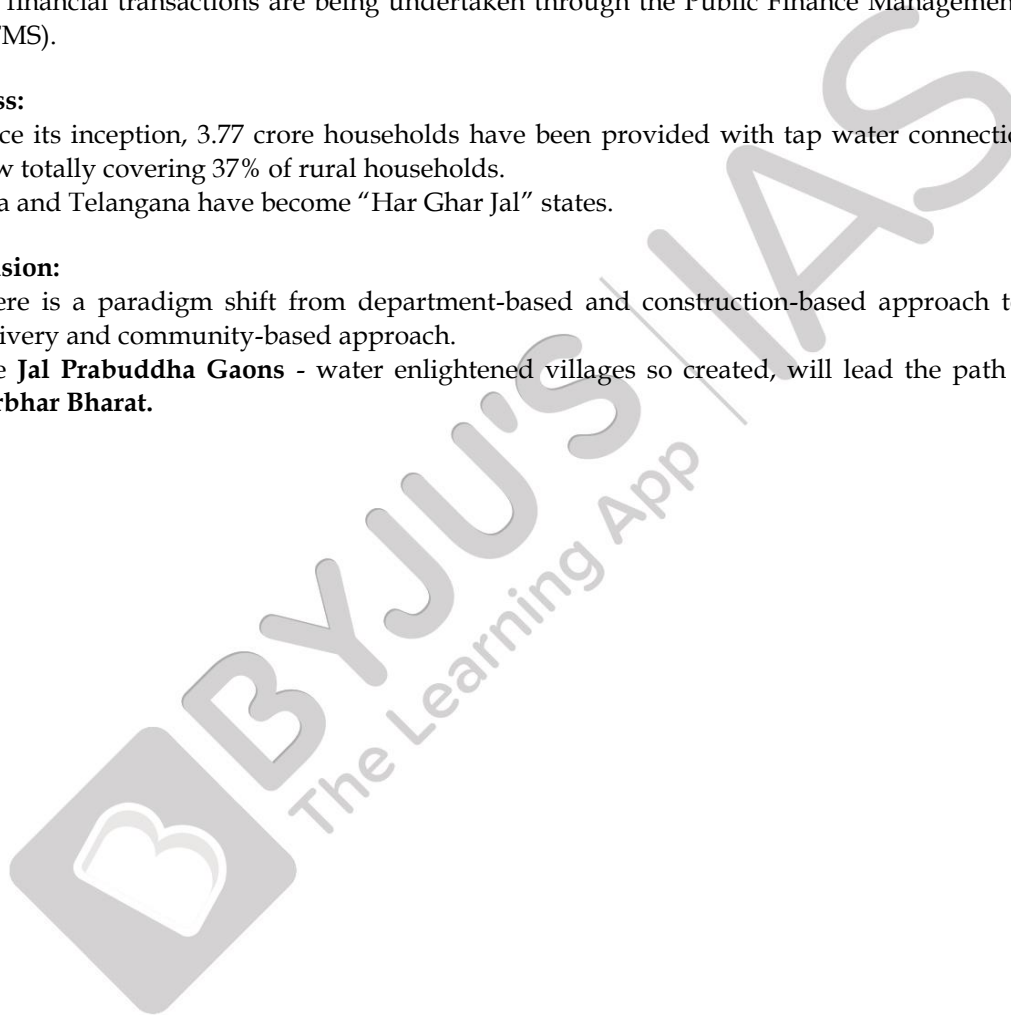 financial transactions are being undertaken through the Public Finance Management
MS).
ss:
ce its inception, 3.77 crore households have been provided with tap water connecti
w totally covering 37% of rural households.
a and Telangana have become “Har Ghar Jal” states.
sion:
ere is a paradigm shift from department-based and construction-based approach to
ivery and community-based approach.
e Jal Prabuddha Gaons - water enlightened villages so created, will lead the path
rbhar Bharat.
BYJU'S IAS
The Learning App